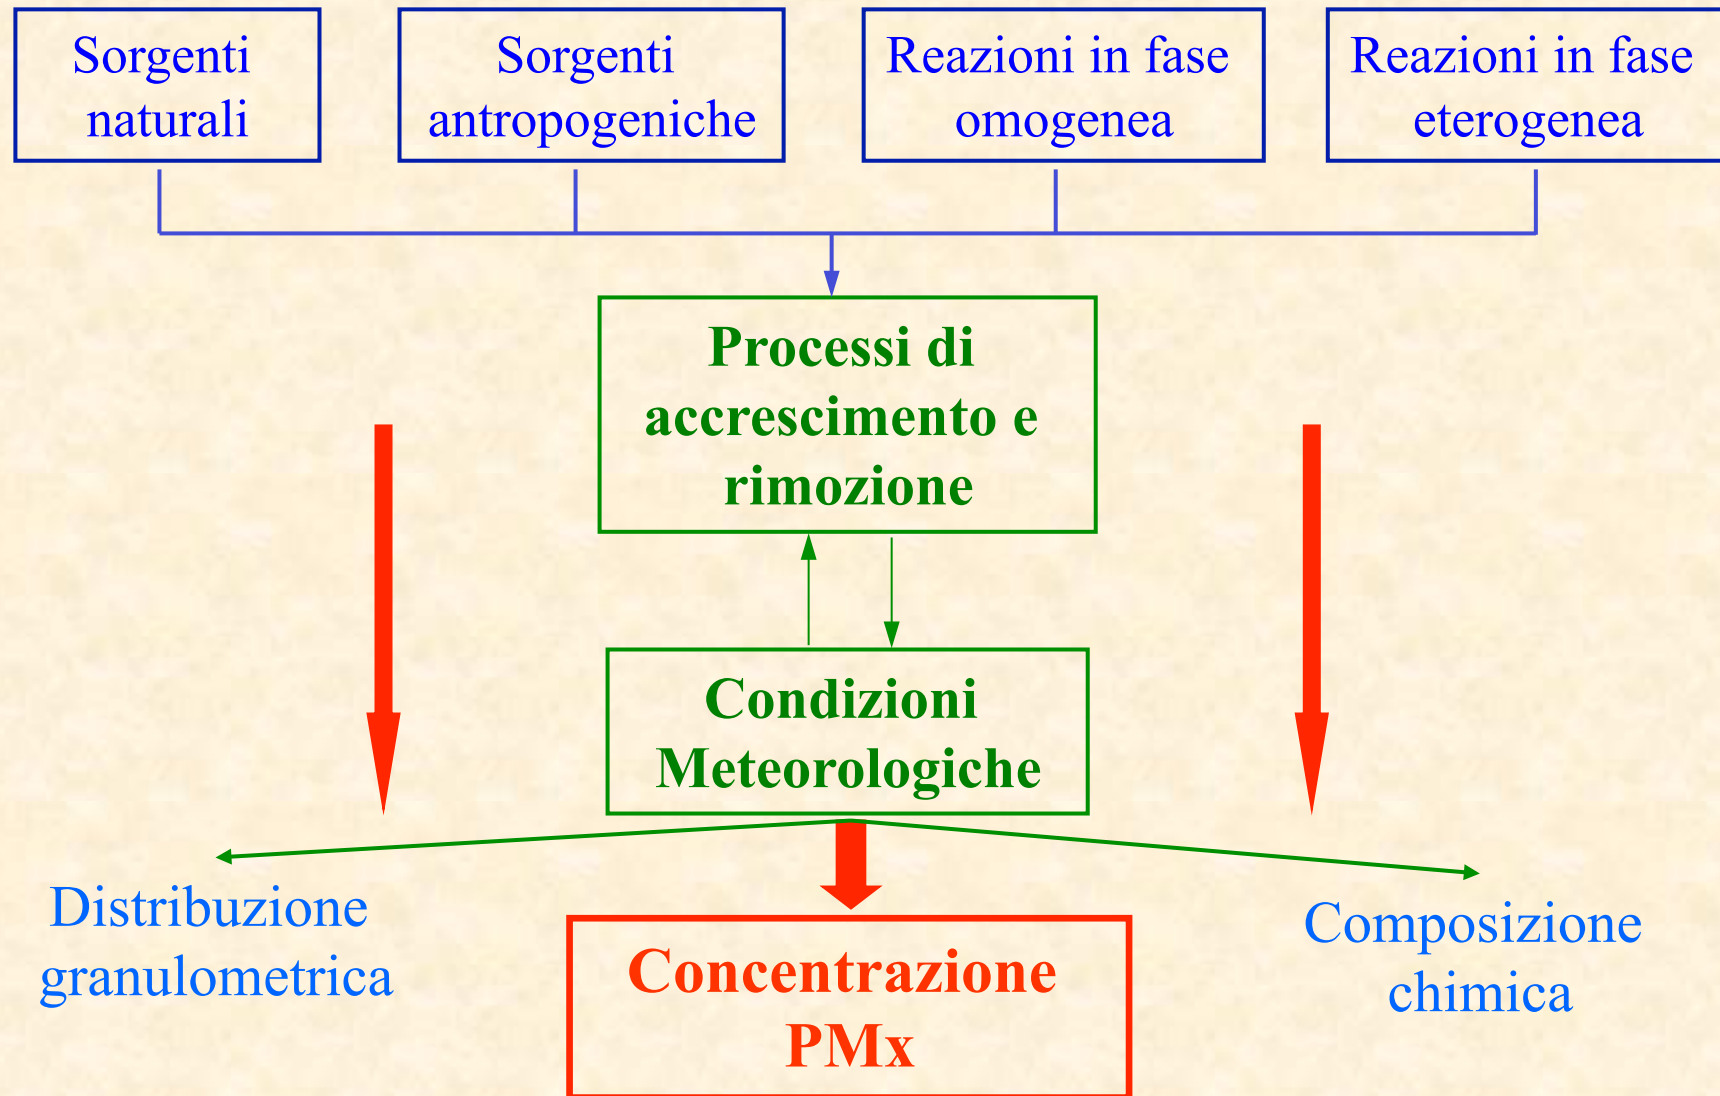 Sorgenti
naturali
Sorgenti
antropogeniche
Reazioni in fase
omogenea
Reazioni in fase
eterogenea
Processi di
accrescimento e
rimozione
Condizioni
Meteorologiche
Distribuzione
granulometrica
Concentrazione
PMx
Composizione
chimica